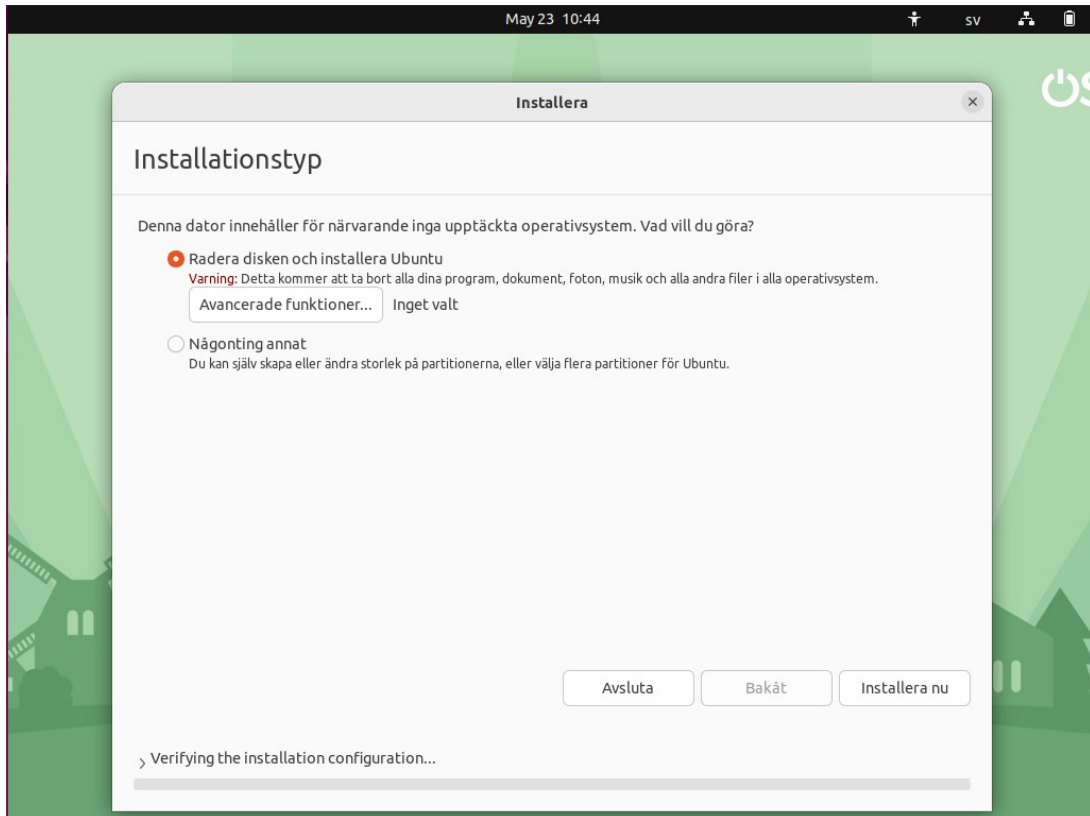 May 23 10:44
sv
Installera
Installationstyp
Denna dator innehåller för närvarande inga upptäckta operativsystem. Vad vill du göra?
Radera disken och installera Ubuntu
Varning: Detta kommer att ta bort alla dina program, dokument, foton, musik och alla andra filer i alla operativsystem.
Avancerade funktioner... Inget valt
Någonting annat
Du kan själv skapa eller ändra storlek på partitionerna, eller välja flera partitioner för Ubuntu.
Avsluta Bakåt Installera nu
Verifying the installation configuration...